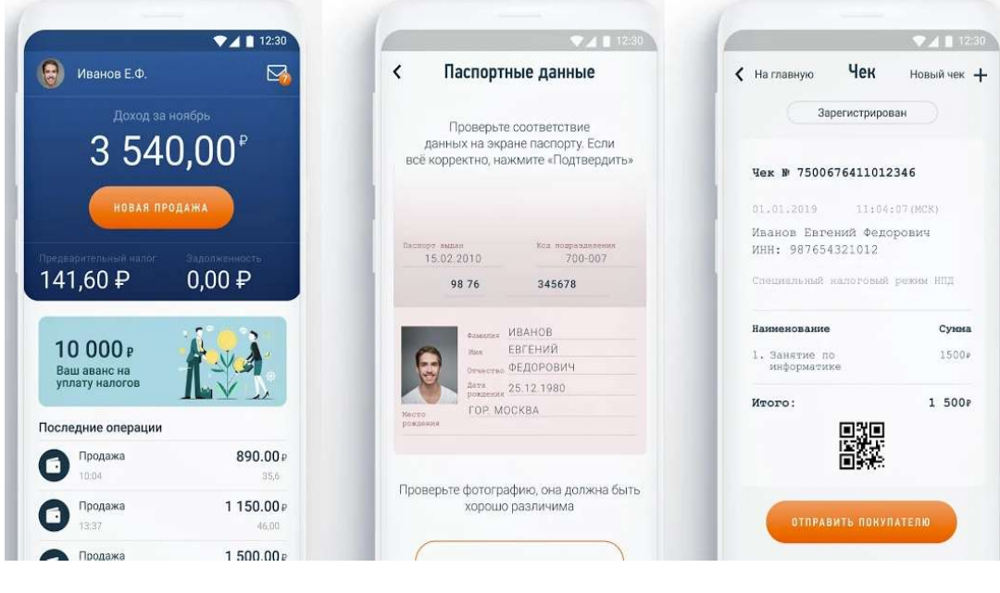 12:30
Иванов Е.Ф.
7
Доход за ноябрь
3 540,00 ₽
НОВАЯ ПРОДАЖА
Предварительный налог
141,60 ₽
Задолженность
0,00 ₽
10 000 ₽
Ваш аванс на
уплату налогов
Последние операции
Продажа 890.00 ₽
10:04 35,6
Продажа 1 150.00 ₽
13:37 46,00
Продажа 1 500.00 ₽
12:30
Паспортные данные
Проверьте соответствие
данных на экране паспорту. Если
всё корректно, нажмите «Подтвердить»
Паспорт выдан
15.02.2010
Код подразделения
700-007
98 76 345678
Фамилия ИВАНОВ
Имя ЕВГЕНИЙ
Отчество ФЕДОРОВИЧ
Дата
рождения 25.12.1980
Место
рождения ГОР. МОСКВА
Проверьте фотографию, она должна быть
хорошо различима
12:30
На главную Чек Новый чек +
Зарегистрирован
Чек № 7500676411012346
01.01.2019 11:04:07(МСК)
Иванов Евгений Федорович
ИНН: 987654321012
Специальный налоговый режим НПД
Наименование Сумма
1. Занятие по 1500₽
информатике
Итого: 1 500₽
ОТПРАВИТЬ ПОКУПАТЕЛЮ